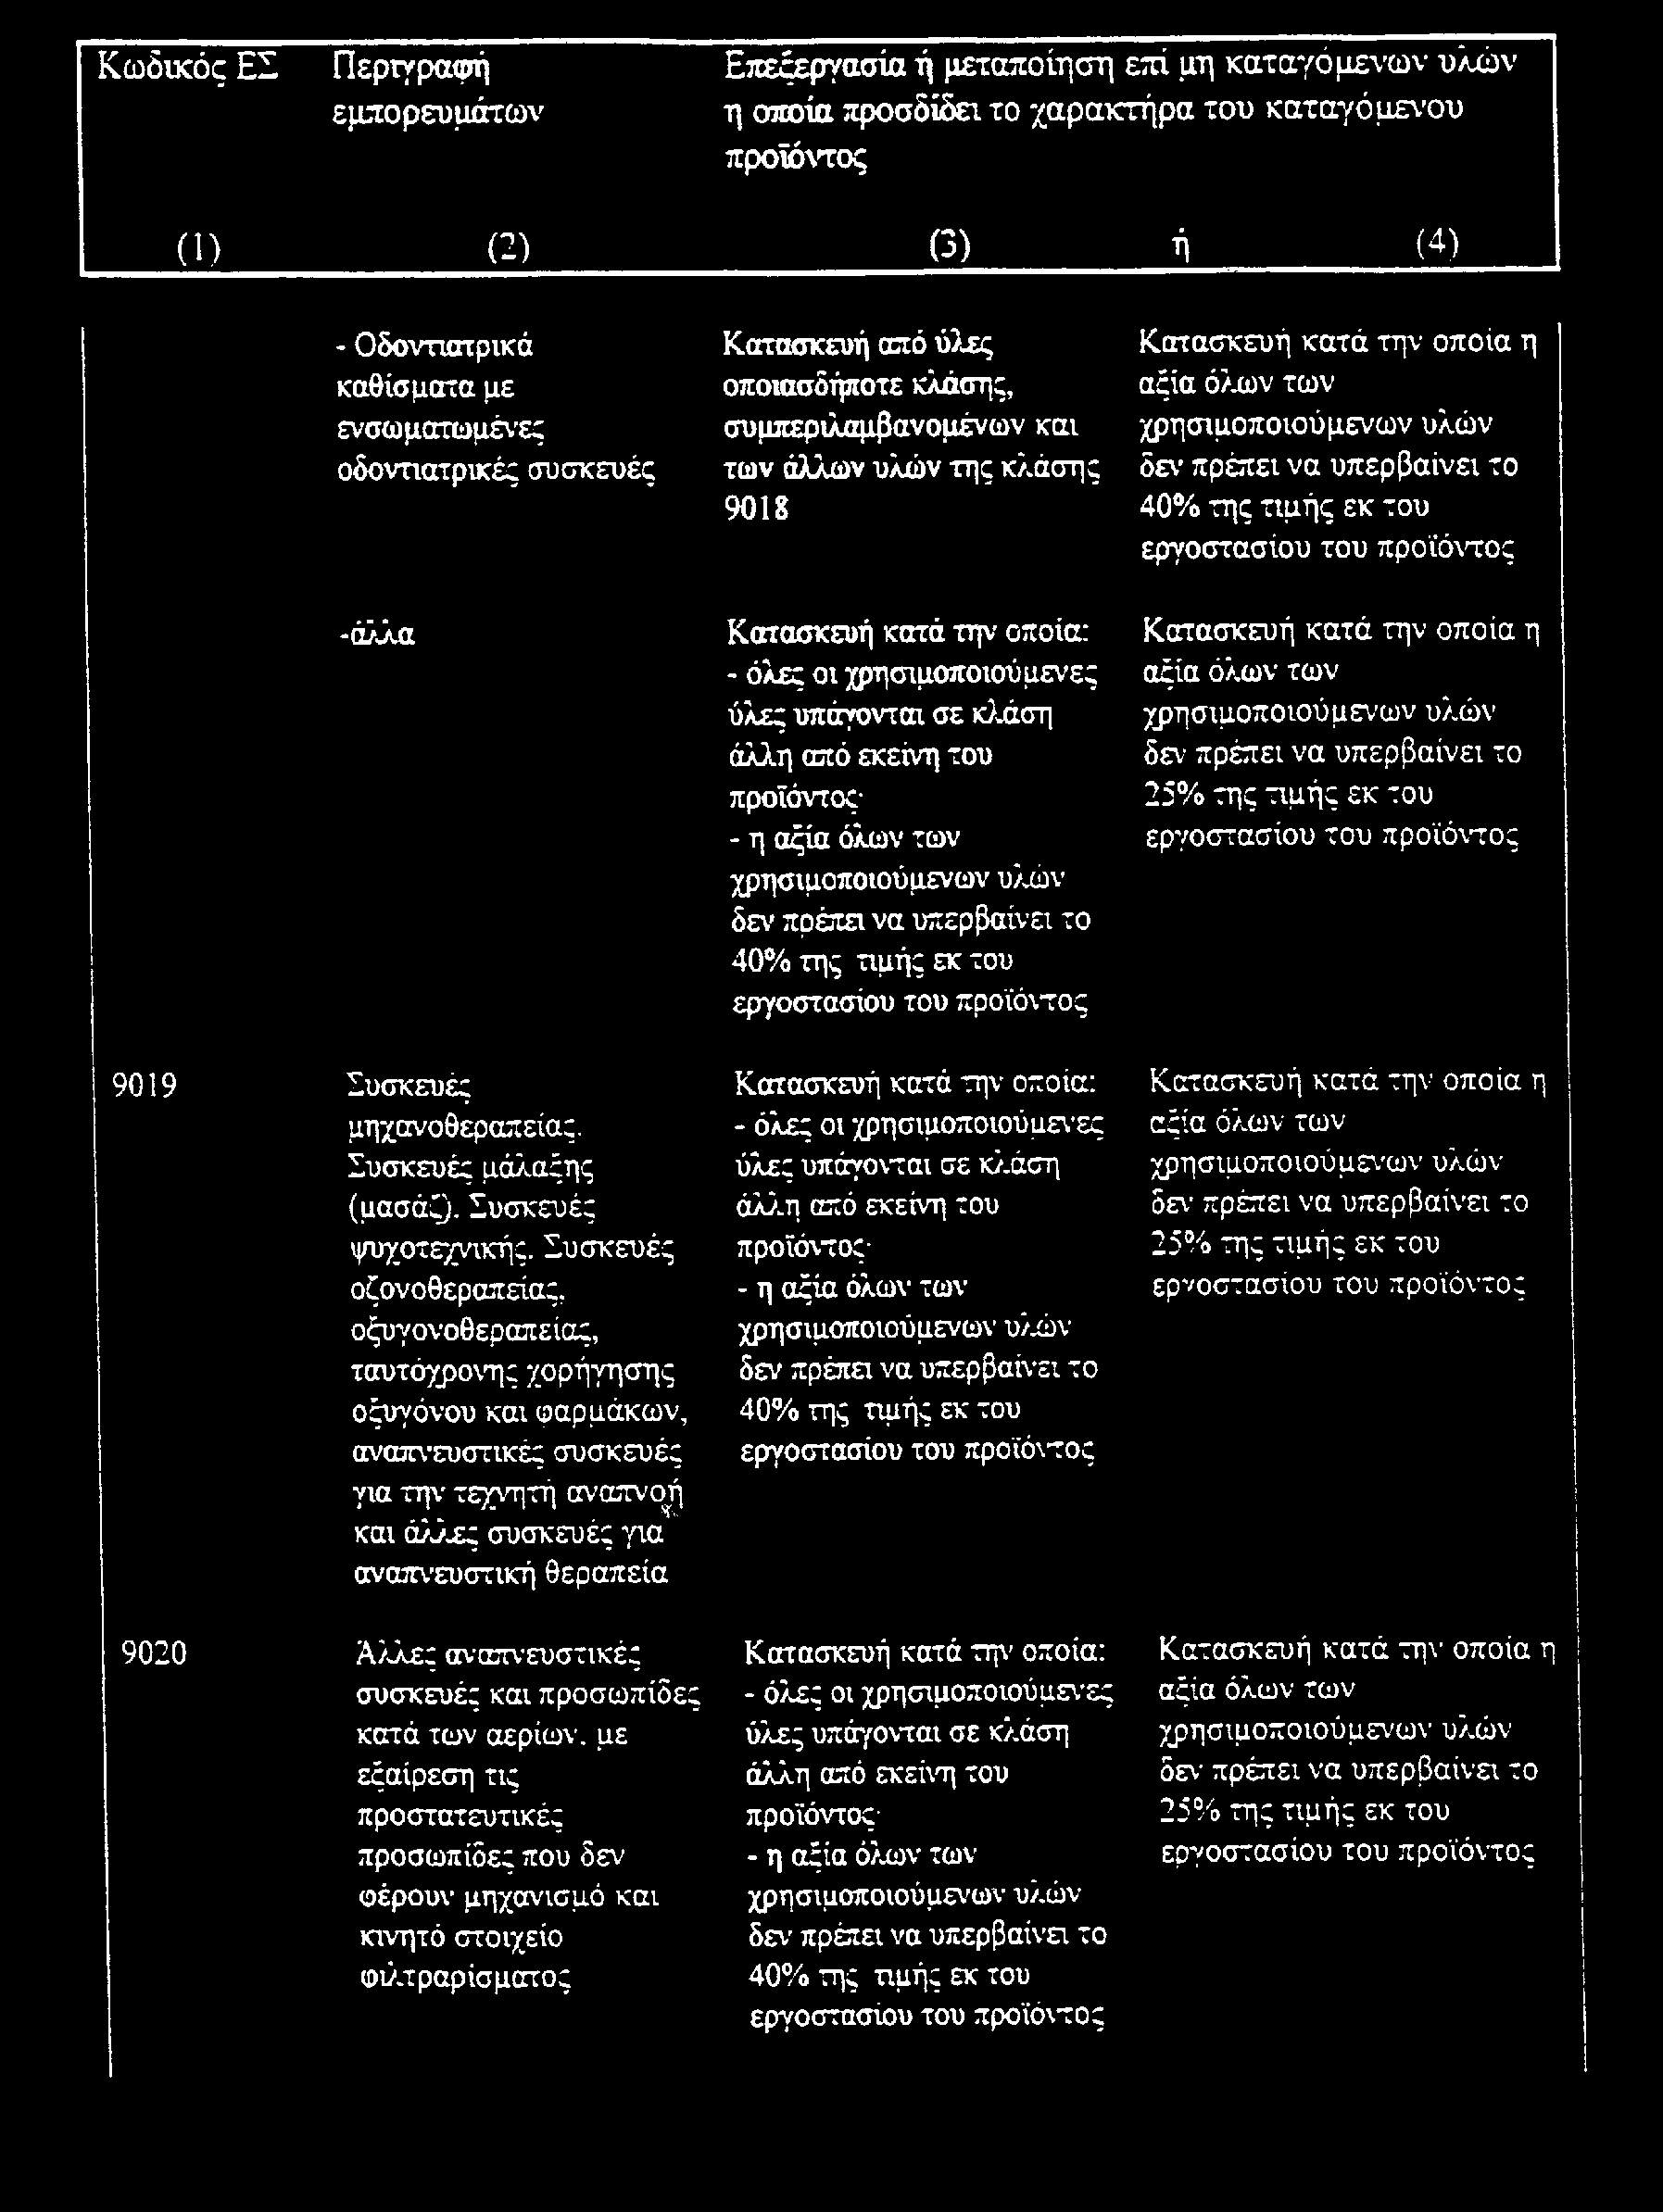 Κωδικός ΕΣ
Περιγραφή
εμπορευμάτων
Επεξεργασία ή μεταποίηση επί μη καταγόμενων υλών
η οποία προσδίδει το χαρακτήρα του καταγόμενου
προϊόντος
(1) (2) (3) ή (4)
- Οδοντιατρικά
καθίσματα με
ενσωματωμένες
οδοντιατρικές συσκευές
Κατασκευή από ύλες
οποιασδήποτε κλάσης,
συμπεριλαμβανομένων και
των άλλων υλών της κλάσης
9018
Κατασκευή κατά την οποία η
αξία όλων των
χρησιμοποιούμενων υλών
δεν πρέπει να υπερβαίνει το
40% της τιμής εκ του
εργοστασίου του προϊόντος
-άλλα
Κατασκευή κατά την οποία:
- όλες οι χρησιμοποιούμενες
ύλες υπάγονται σε κλάση
άλλη από εκείνη του
προϊόντος·
- η αξία όλων των
χρησιμοποιούμενων υλών
δεν πρέπει να υπερβαίνει το
40% της τιμής εκ του
εργοστασίου του προϊόντος
Κατασκευή κατά την οποία η
αξία όλων των
χρησιμοποιούμενων υλών
δεν πρέπει να υπερβαίνει το
25% της τιμής εκ του
εργοστασίου του προϊόντος
9019
Συσκευές
μηχανοθεραπείας.
Συσκευές μάλαξης
(μασάζ). Συσκευές
ψυχοτεχνικής. Συσκευές
οζονοθεραπείας,
οξυγονοθεραπείας,
ταυτόχρονης χορήγησης
οξυγόνου και φαρμάκων,
αναπνευστικές συσκευές
για την τεχνητή αναπνοή
και άλλες συσκευές για
αναπνευστική θεραπεία
Κατασκευή κατά την οποία:
- όλες οι χρησιμοποιούμενες
ύλες υπάγονται σε κλάση
άλλη από εκείνη του
προϊόντος·
- η αξία όλων των
χρησιμοποιούμενων υλών
δεν πρέπει να υπερβαίνει το
40% της τιμής εκ του
εργοστασίου του προϊόντος
Κατασκευή κατά την οποία η
αξία όλων των
χρησιμοποιούμενων υλών
δεν πρέπει να υπερβαίνει το
25% της τιμής εκ του
εργοστασίου του προϊόντος
9020
Άλλες αναπνευστικές
συσκευές και προσωπίδες
κατά των αερίων, με
εξαίρεση τις
προστατευτικές
προσωπίδες που δεν
φέρουν μηχανισμό και
κινητό στοιχείο
φιλτραρίσματος
Κατασκευή κατά την οποία:
- όλες οι χρησιμοποιούμενες
ύλες υπάγονται σε κλάση
άλλη από εκείνη του
προϊόντος·
- η αξία όλων των
χρησιμοποιούμενων υλών
δεν πρέπει να υπερβαίνει το
40% της τιμής εκ του
εργοστασίου του προϊόντος
Κατασκευή κατά την οποία η
αξία όλων των
χρησιμοποιούμενων υλών
δεν πρέπει να υπερβαίνει το
25% της τιμής εκ του
εργοστασίου του προϊόντος